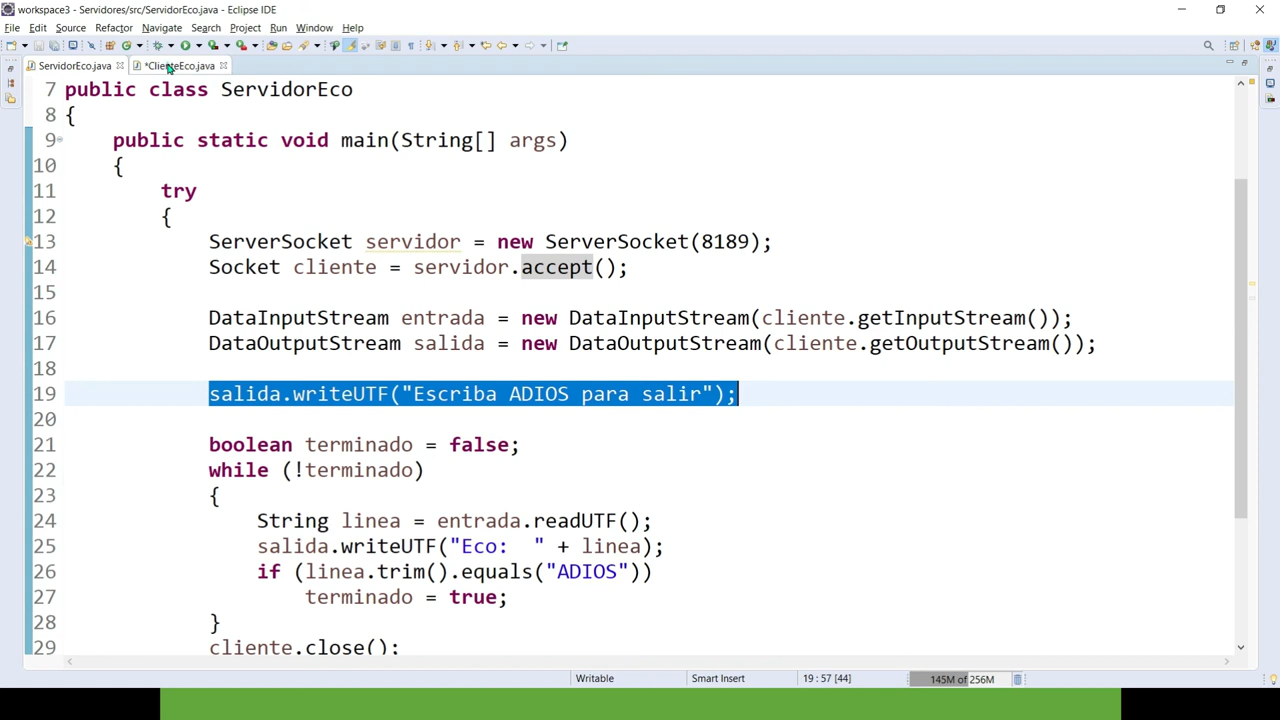 workspace3 - Servidores/src/ServidorEco.java - Eclipse IDE
File Edit Source Refactor Navigate Search Project Run Window Help
ServidorEco.java *ClienteEco.java
7 public class ServidorEco
8 {
9 public static void main(String[] args)
10 {
11 try
12 {
13 ServerSocket servidor = new ServerSocket(8189);
14 Socket cliente = servidor.accept();
15
16 DataInputStream entrada = new DataInputStream(cliente.getInputStream());
17 DataOutputStream salida = new DataOutputStream(cliente.getOutputStream());
18
19 salida.writeUTF("Escriba ADIOS para salir");
20
21 boolean terminado = false;
22 while (!terminado)
23 {
24 String linea = entrada.readUTF();
25 salida.writeUTF("Eco:  " + linea);
26 if (linea.trim().equals("ADIOS"))
27 terminado = true;
28 }
29 cliente.close();
Writable Smart Insert 19 : 57 [44] 145M of 256M